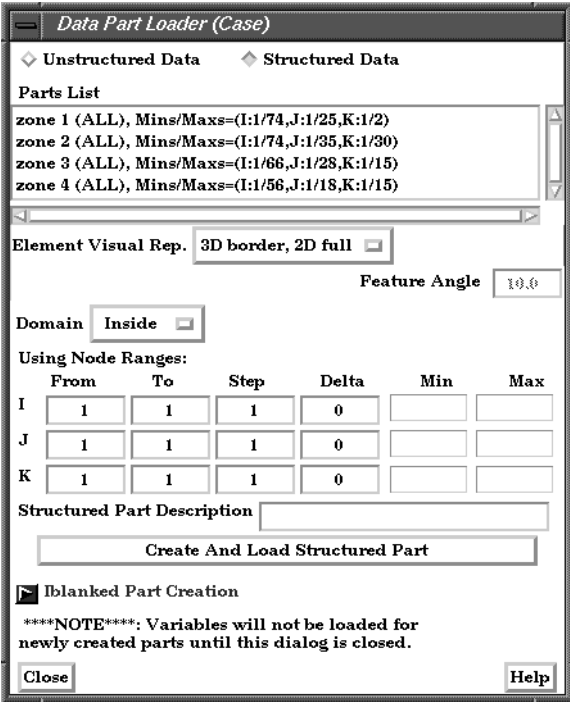 Data Part Loader (Case)
Unstructured Data Structured Data
Parts List
zone 1 (ALL), Mins/Maxs=(I:1/74,J:1/25,K:1/2)
zone 2 (ALL), Mins/Maxs=(I:1/74,J:1/35,K:1/30)
zone 3 (ALL), Mins/Maxs=(I:1/66,J:1/28,K:1/15)
zone 4 (ALL), Mins/Maxs=(I:1/56,J:1/18,K:1/15)
Element Visual Rep. 3D border, 2D full
Feature Angle 10.0
Domain Inside
Using Node Ranges:
From To Step Delta Min Max
I 1 1 1 0
J 1 1 1 0
K 1 1 1 0
Structured Part Description
Create And Load Structured Part
Iblanked Part Creation
****NOTE****: Variables will not be loaded for
newly created parts until this dialog is closed.
Close Help